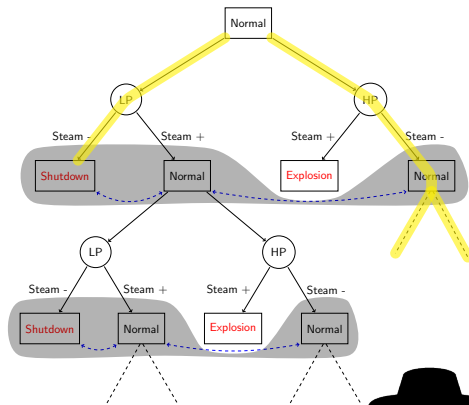 Normal
LP
HP
Steam -
Steam +
Steam +
Steam -
Shutdown
Normal
Explosion
Normal
LP
HP
Steam -
Steam +
Steam +
Steam -
Shutdown
Normal
Explosion
Normal